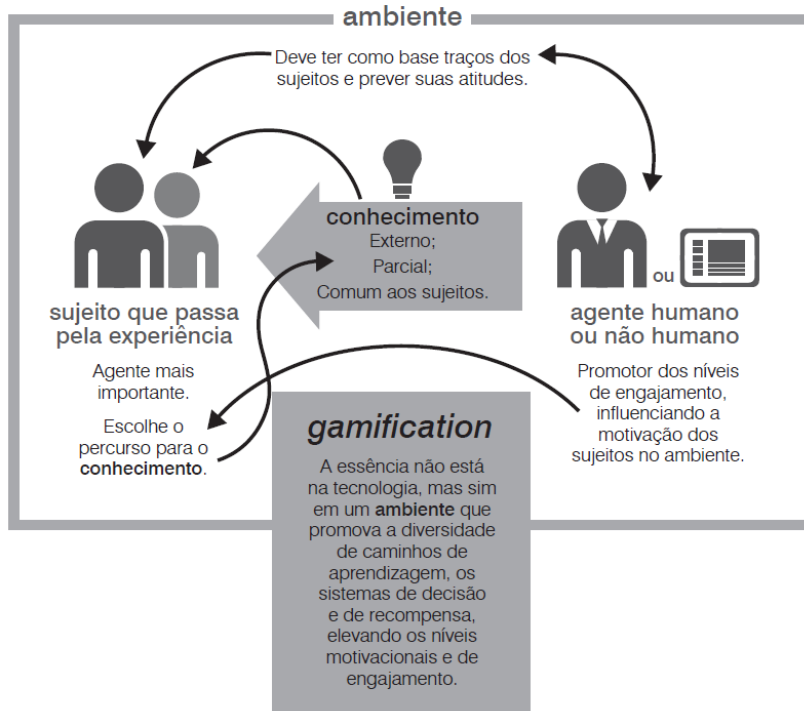 ambiente
Deve ter como base traços dos
sujeitos e prever suas atitudes.
conhecimento
Externo;
Parcial;
Comum aos sujeitos.
sujeito que passa
pela experiência
Agente mais
importante.
Escolhe o
percurso para o
conhecimento.
ou
agente humano
ou não humano
Promotor dos níveis
de engajamento,
influenciando a
motivação dos
sujeitos no ambiente.
gamification
A essência não está
na tecnologia, mas sim
em um ambiente que
promova a diversidade
de caminhos de
aprendizagem, os
sistemas de decisão
e de recompensa,
elevando os níveis
motivacionais e de
engajamento.